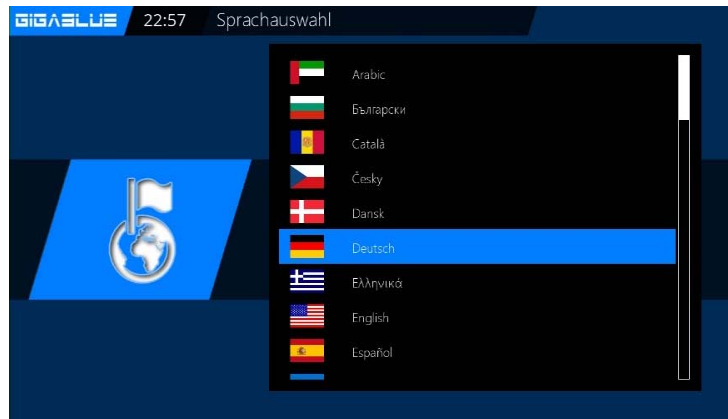 GIGABLUE 22:57 Sprachauswahl
Arabic
Български
Català
Česky
Dansk
Deutsch
Ελληνικά
English
Español